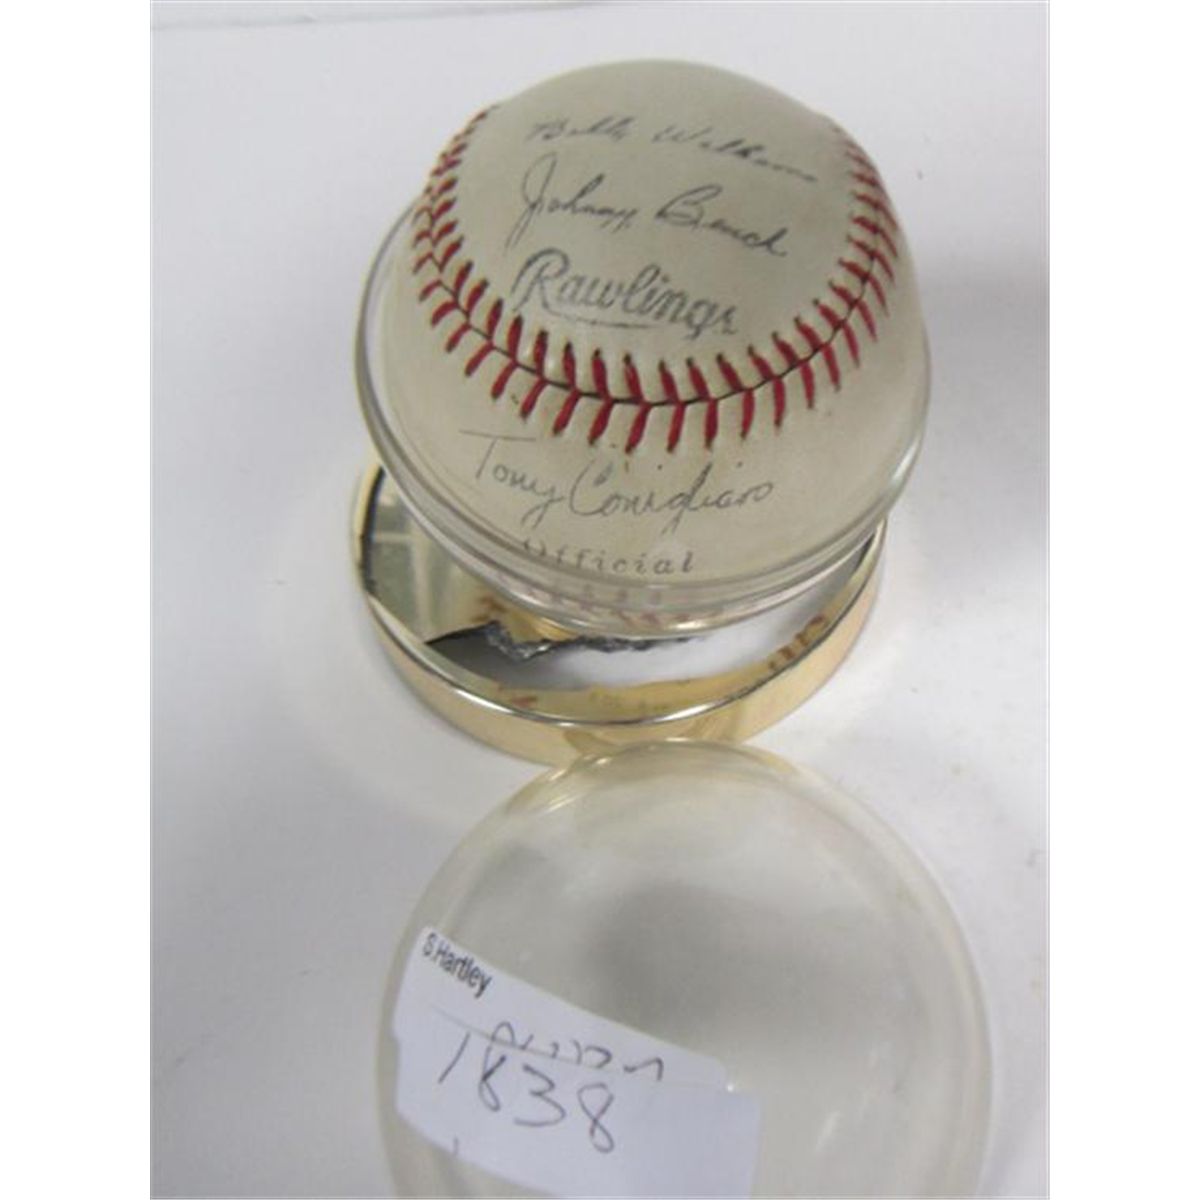 Billy Williams
Johnny Bench
Rawlings
Tony Conigliaro
Official
S.Hartley
1838